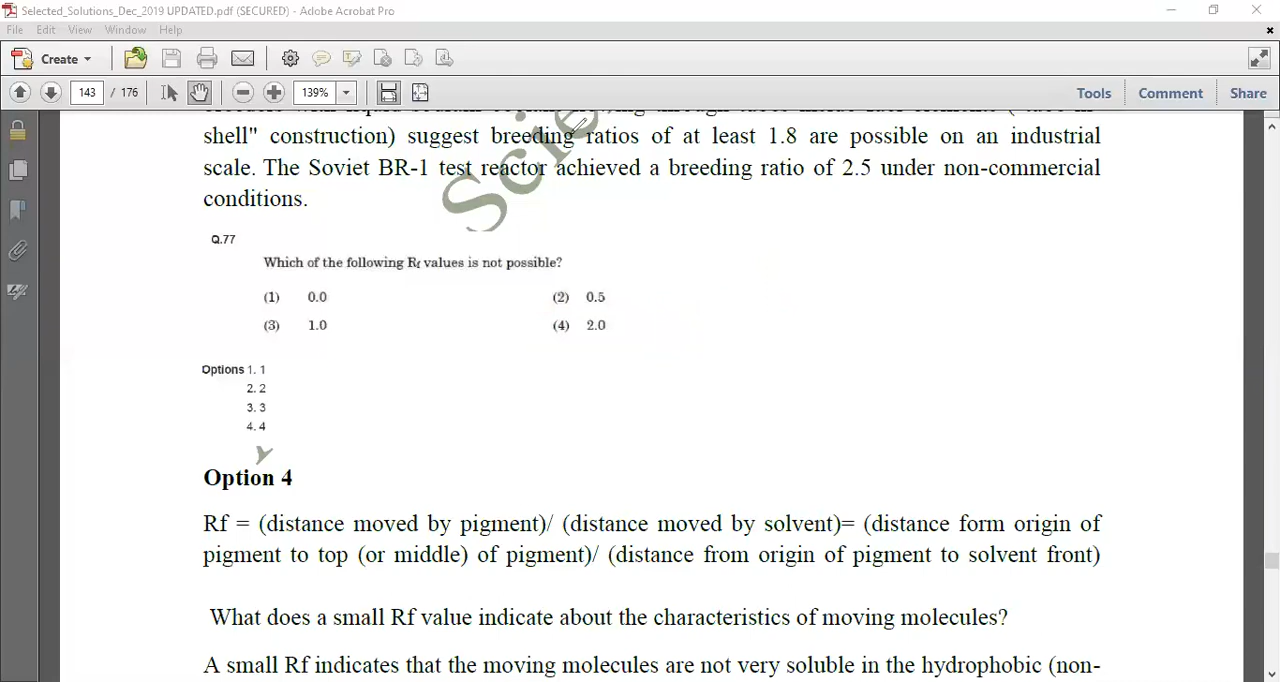 Selected_Solutions_Dec_2019 UPDATED.pdf (SECURED) - Adobe Acrobat Pro
File Edit View Window Help
Create
143 / 176 139% Tools Comment Share
shell" construction) suggest breeding ratios of at least 1.8 are possible on an industrial
scale. The Soviet BR-1 test reactor achieved a breeding ratio of 2.5 under non-commercial
conditions.
Q.77
Which of the following Rf values is not possible?
(1) 0.0 (2) 0.5
(3) 1.0 (4) 2.0
Options 1. 1
2. 2
3. 3
4. 4
Option 4
Rf = (distance moved by pigment)/ (distance moved by solvent)= (distance form origin of
pigment to top (or middle) of pigment)/ (distance from origin of pigment to solvent front)
What does a small Rf value indicate about the characteristics of moving molecules?
A small Rf indicates that the moving molecules are not very soluble in the hydrophobic (non-